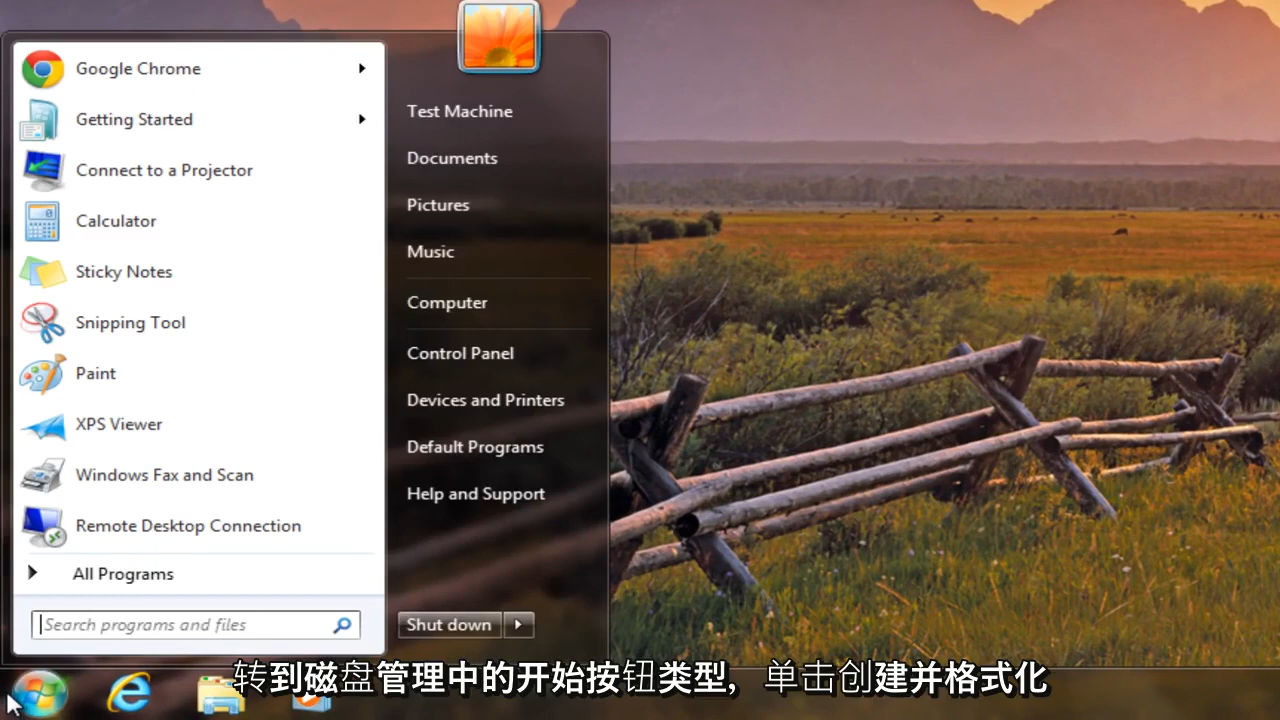 Google Chrome
Getting Started
Connect to a Projector
Calculator
Sticky Notes
Snipping Tool
Paint
XPS Viewer
Windows Fax and Scan
Remote Desktop Connection
All Programs
Search programs and files
Test Machine
Documents
Pictures
Music
Computer
Control Panel
Devices and Printers
Default Programs
Help and Support
Shut down
转到磁盘管理中的开始按钮类型，单击创建并格式化